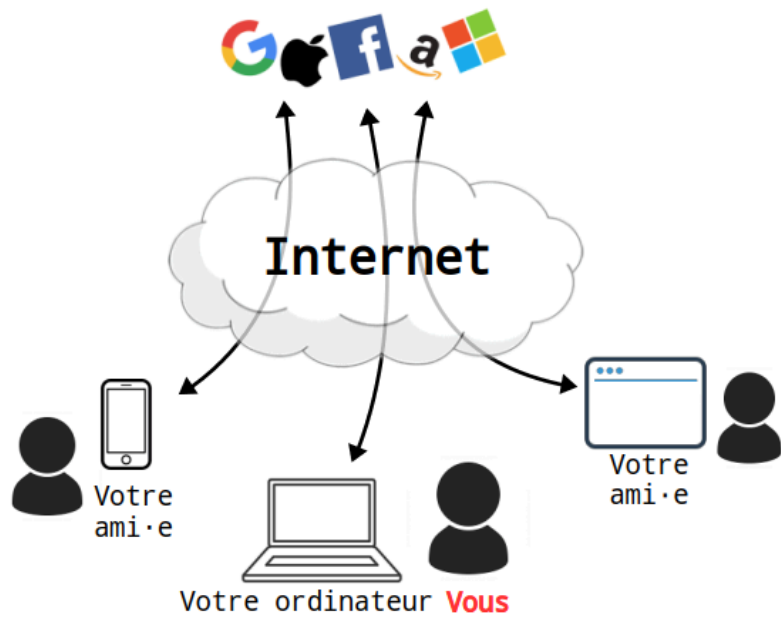 Internet
Votre
ami·e
Votre
ami·e
Votre ordinateur Vous